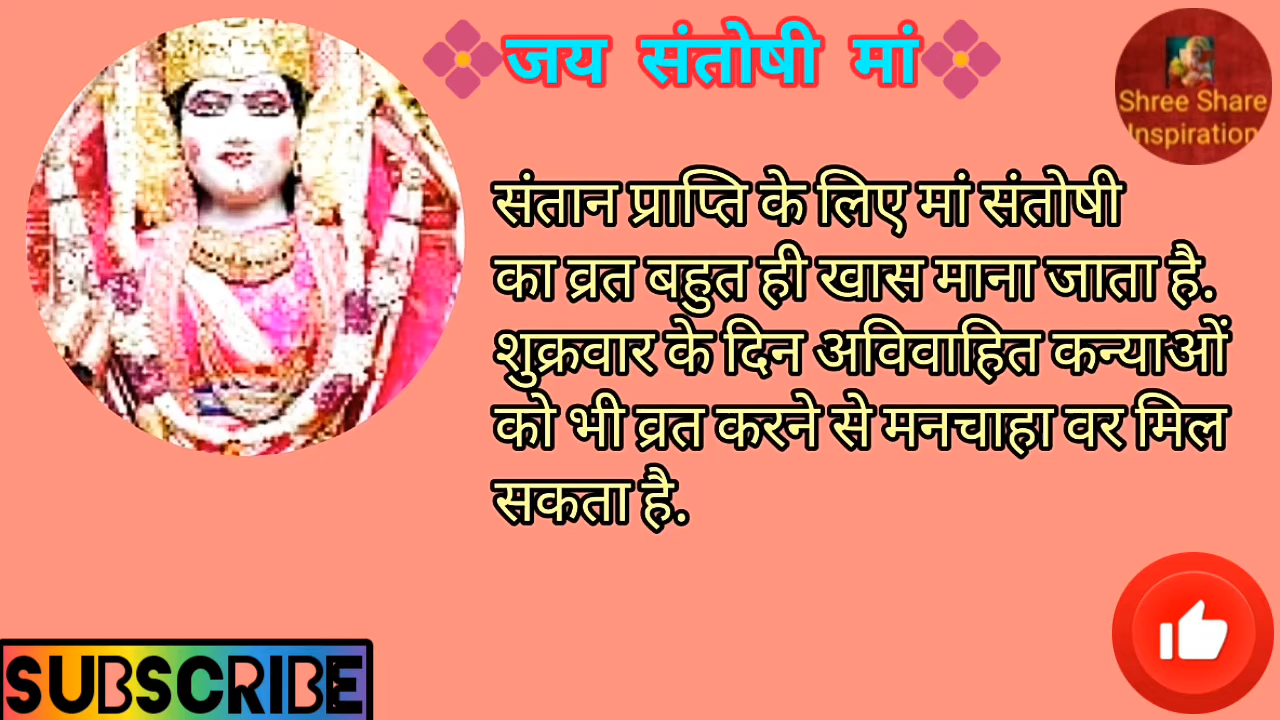 जय संतोषी मां
Shree Share
Inspiration
संतान प्राप्ति के लिए मां संतोषी
का व्रत बहुत ही खास माना जाता है.
शुक्रवार के दिन अविवाहित कन्याओं
को भी व्रत करने से मनचाहा वर मिल
सकता है.
SUBSCRIBE